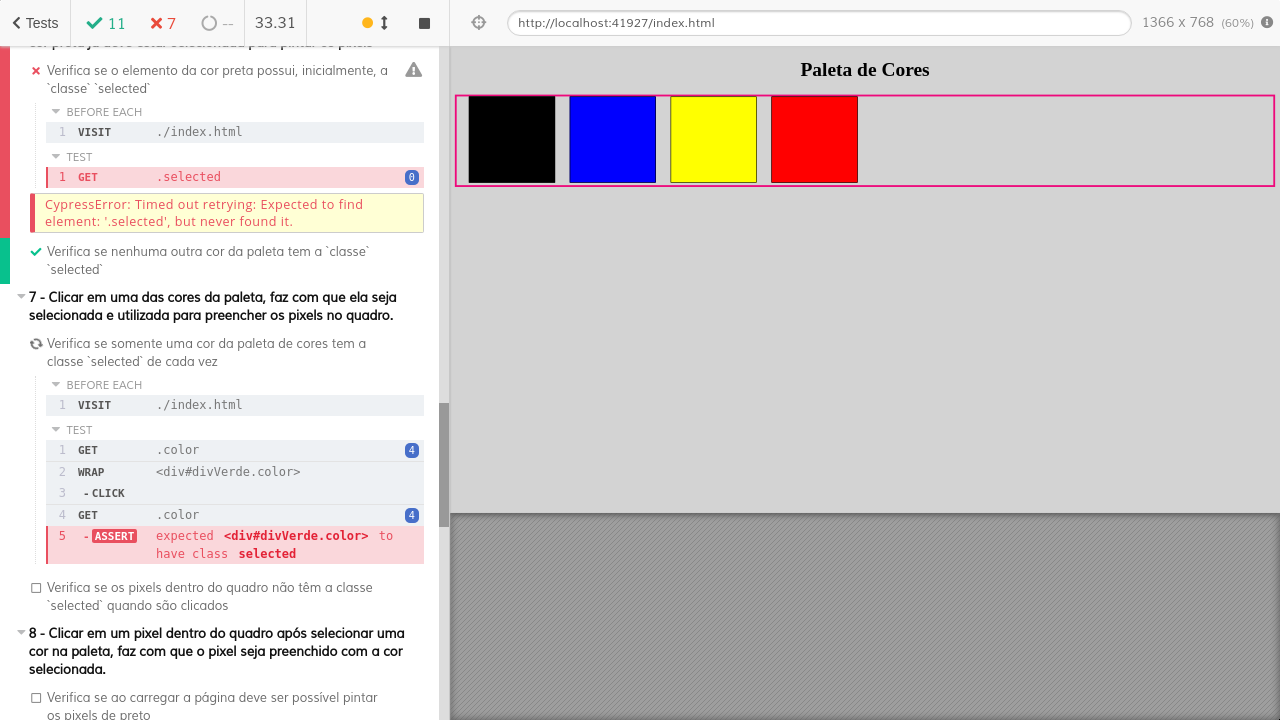 Tests
11
7
--
33.31
http://localhost:41927/index.html
1366 x 768 (60%)
Verifica se o elemento da cor preta possui, inicialmente, a
`classe` `selected`
BEFORE EACH
1 VISIT ./index.html
TEST
1 GET .selected 0
CypressError: Timed out retrying: Expected to find
element: '.selected', but never found it.
Verifica se nenhuma outra cor da paleta tem a `classe`
`selected`
7 - Clicar em uma das cores da paleta, faz com que ela seja
selecionada e utilizada para preencher os pixels no quadro.
Verifica se somente uma cor da paleta de cores tem a
classe `selected` de cada vez
BEFORE EACH
1 VISIT ./index.html
TEST
1 GET .color 4
2 WRAP <div#divVerde.color>
3 -CLICK
4 GET .color 4
5 -ASSERT expected <div#divVerde.color> to
have class selected
Verifica se os pixels dentro do quadro não têm a classe
`selected` quando são clicados
8 - Clicar em um pixel dentro do quadro após selecionar uma
cor na paleta, faz com que o pixel seja preenchido com a cor
selecionada.
Verifica se ao carregar a página deve ser possível pintar
os pixels de preto
Paleta de Cores